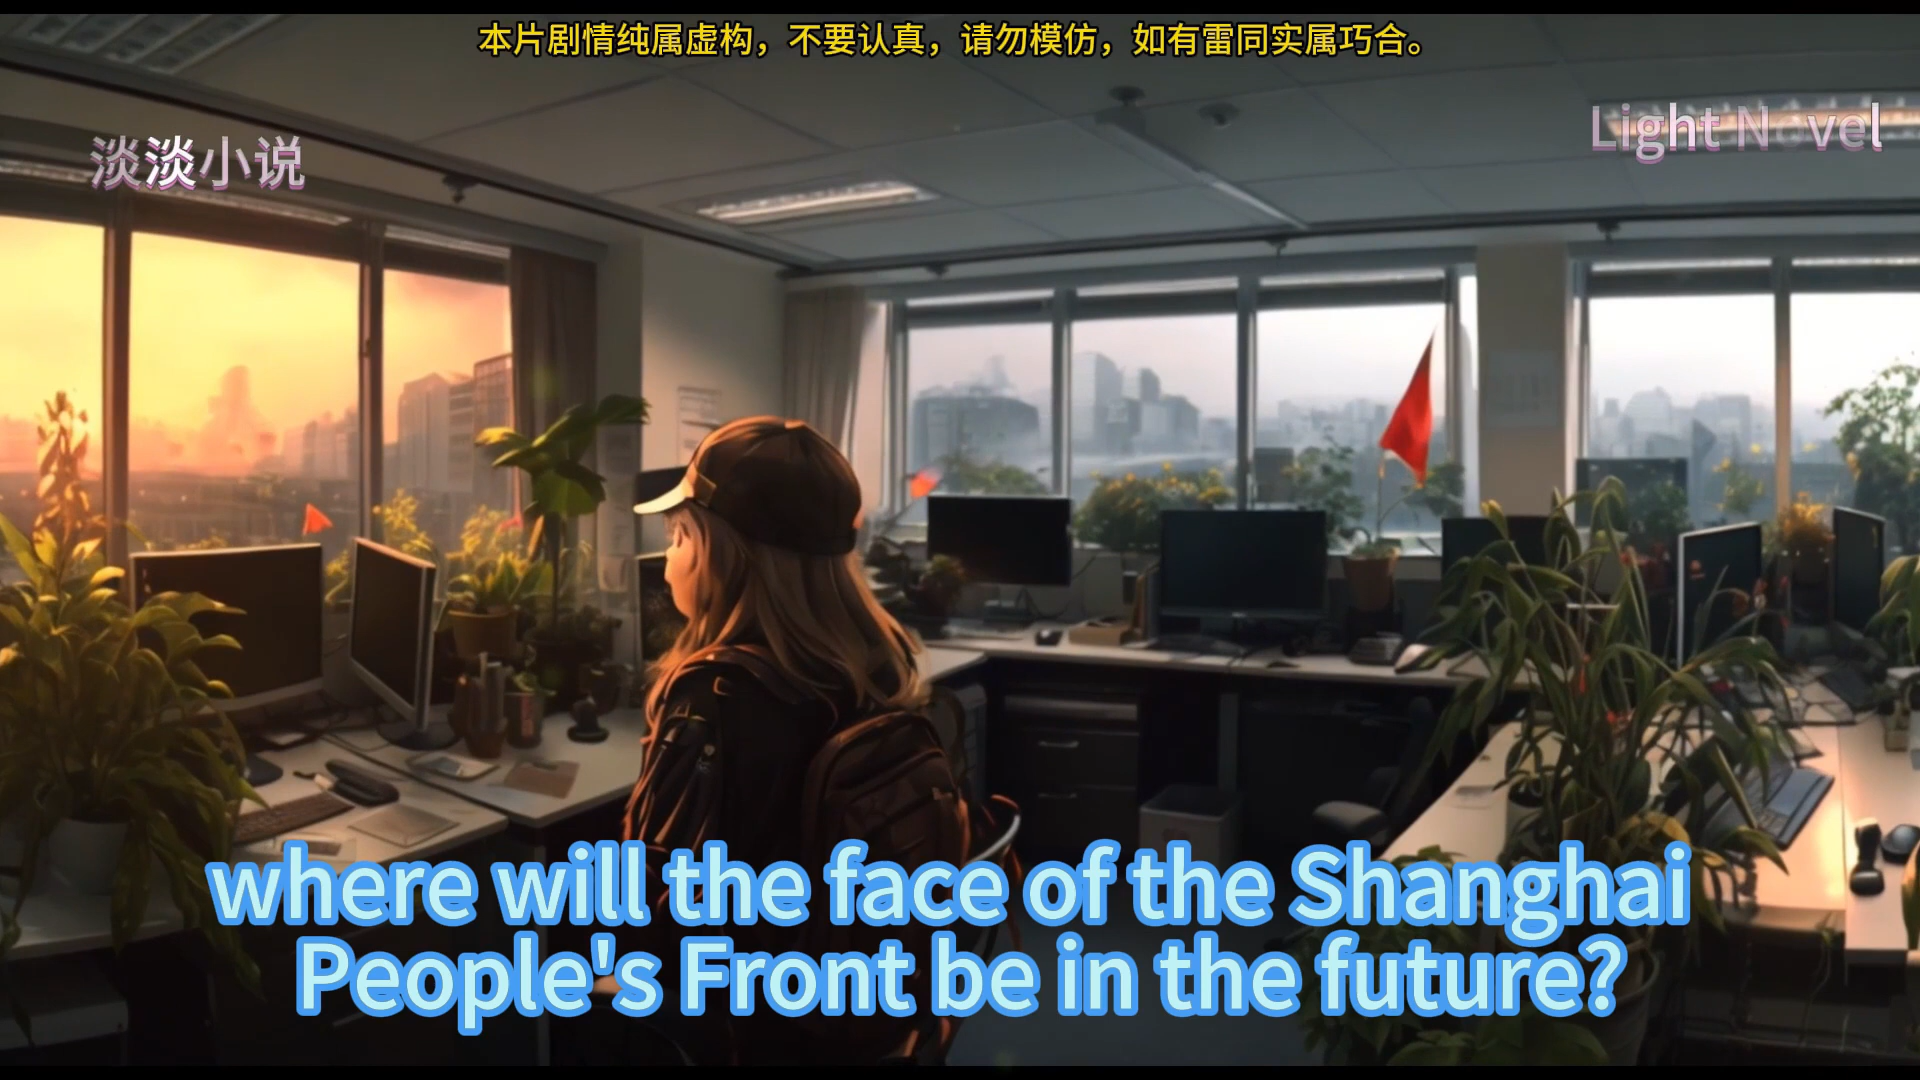 本片剧情纯属虚构，不要认真，请勿模仿，如有雷同实属巧合。
淡淡小说
Light Novel
where will the face of the Shanghai
People's Front be in the future?